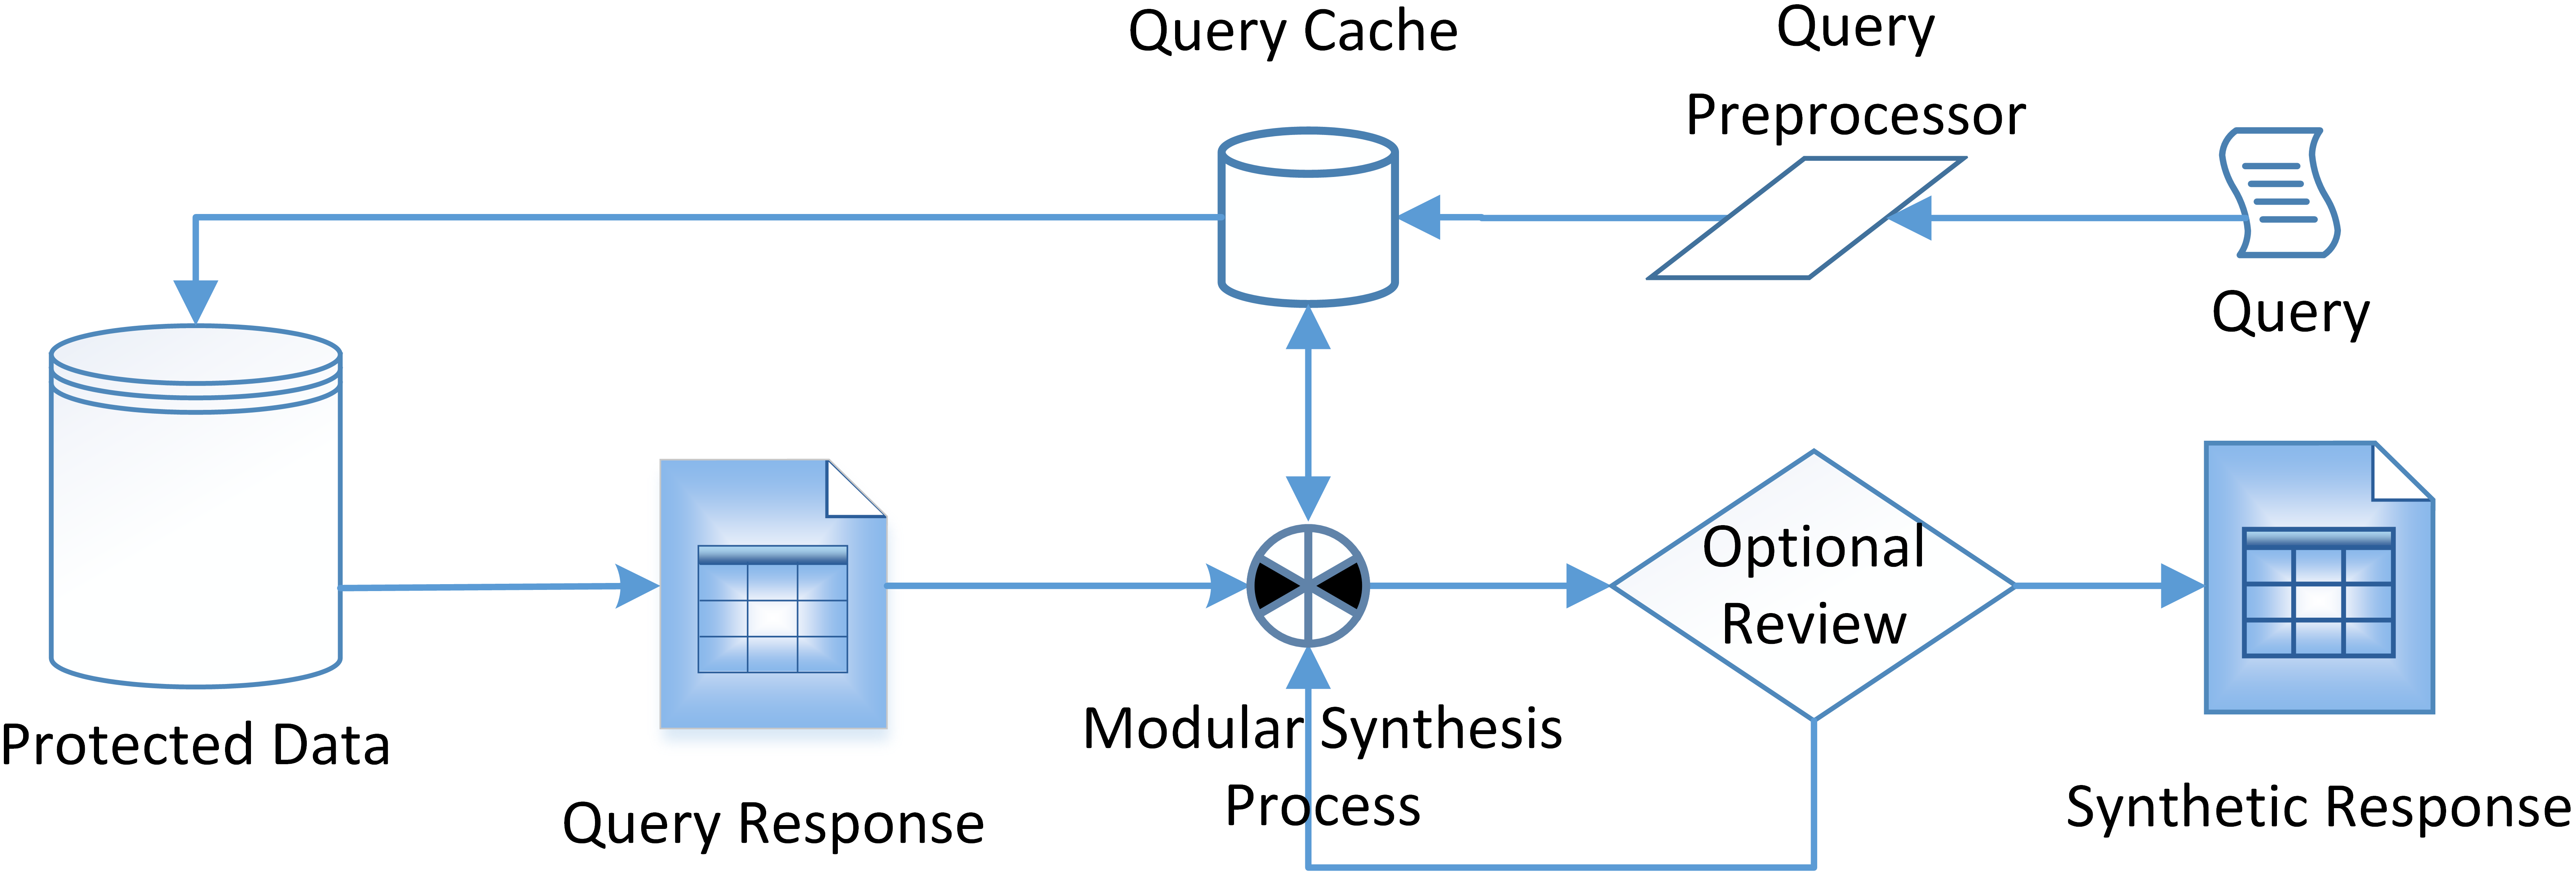 Query Cache
Query
Preprocessor
Query
Optional
Review
Protected Data
Query Response
Modular Synthesis
Process
Synthetic Response